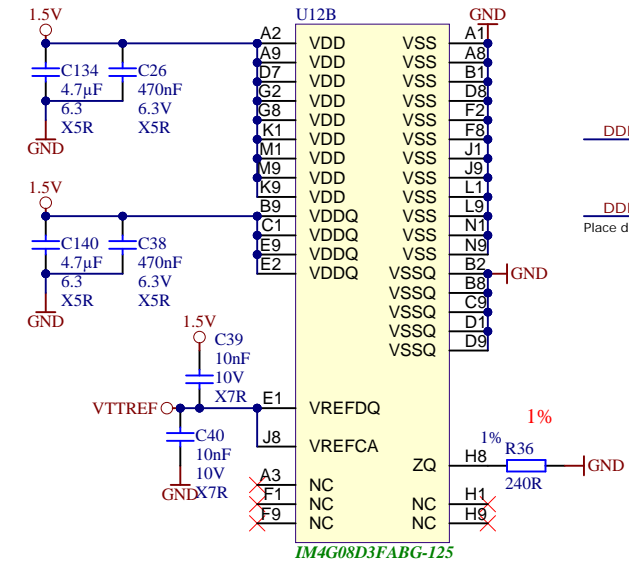 1.5V
U12B
GND
C134
4.7µF
6.3
X5R
C26
470nF
6.3V
X5R
GND
A2 VDD VSS A1
A9 VDD VSS A8
D7 VDD VSS B1
G2 VDD VSS D8
G8 VDD VSS F2
K1 VDD VSS F8
M1 VDD VSS J1
M9 VDD VSS J9
K9 VDD VSS L1
B9 VDDQ VSS L9
C1 VDDQ VSS N1
E9 VDDQ VSS N9
E2 VDDQ VSSQ B2 GND
VSSQ B8
VSSQ C9
VSSQ D1
VSSQ D9
1.5V
C140
4.7µF
6.3
X5R
C38
470nF
6.3V
X5R
GND
1.5V
C39
10nF
10V
X7R
VTTREF
E1 VREFDQ
J8 VREFCA
C40
10nF
10V
X7R
GND
1%
1%
R36
ZQ H8
240R
GND
A3 NC
F1 NC NC H1
F9 NC NC H9
IM4G08D3FABG-125
DD
DD
Place d